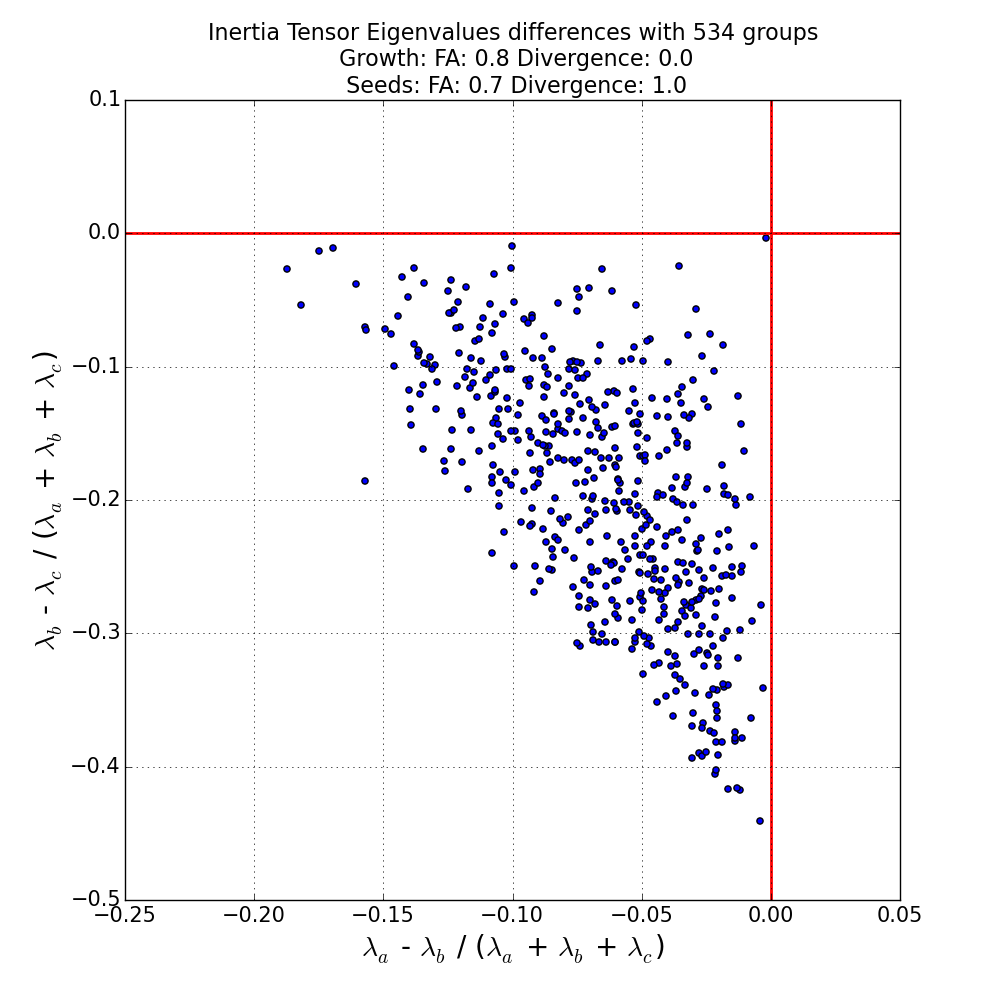 Inertia Tensor Eigenvalues differences with 534 groups
Growth: FA: 0.8 Divergence: 0.0
Seeds: FA: 0.7 Divergence: 1.0
0.1
0.0
−0.1
−0.2
−0.3
−0.4
−0.5
λb - λc / (λa + λb + λc)
−0.25 −0.20 −0.15 −0.10 −0.05 0.00 0.05
λa - λb / (λa + λb + λc)